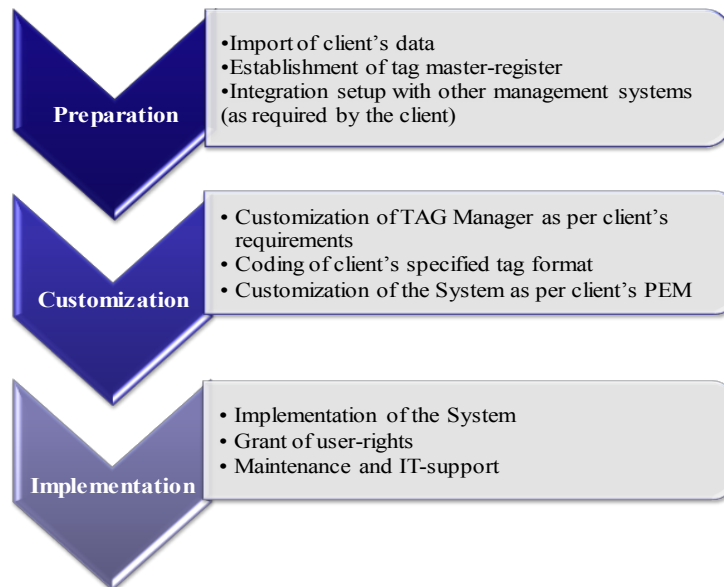 Preparation
•Import of client's data
•Establishment of tag master-register
•Integration setup with other management systems
(as required by the client)
Customization
• Customization of TAG Manager as per client's
requirements
• Coding of client's specified tag format
• Customization of the System as per client's PEM
Implementation
• Implementation of the System
• Grant of user-rights
• Maintenance and IT-support